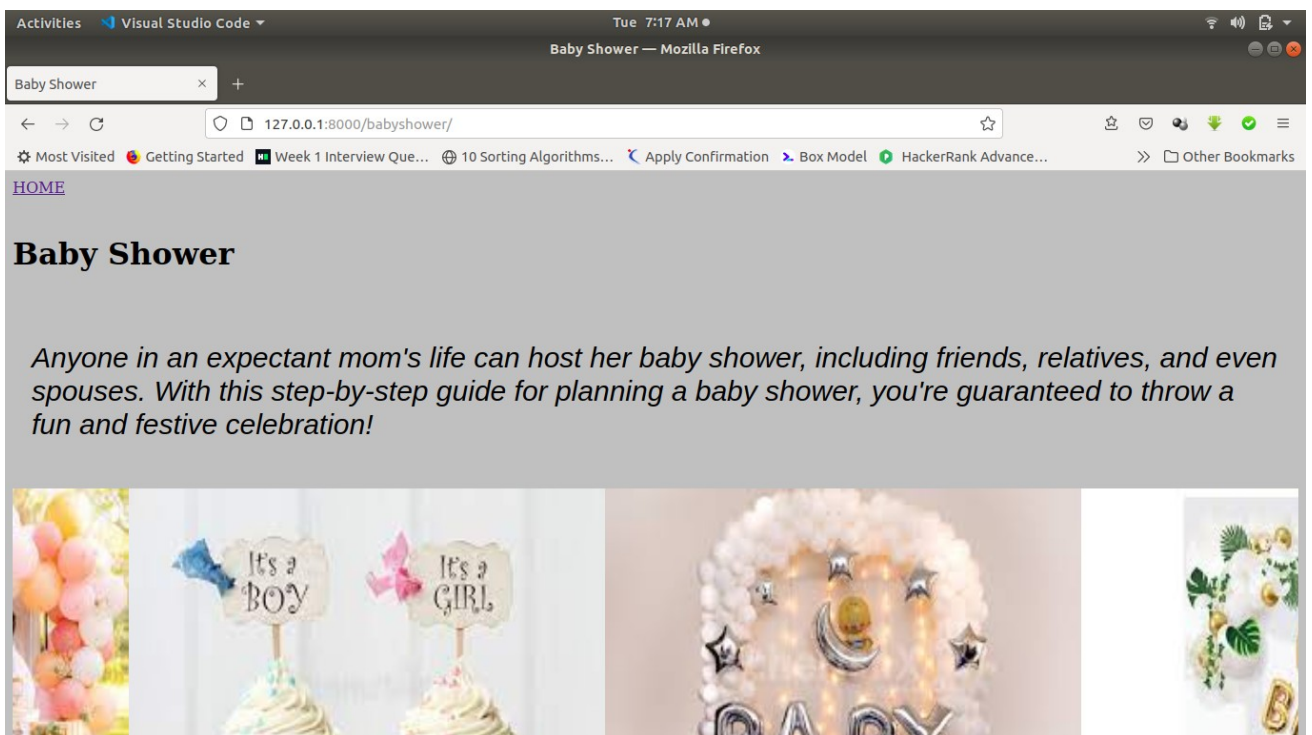 Activities Visual Studio Code Tue 7:17 AM
Baby Shower — Mozilla Firefox
Baby Shower
127.0.0.1:8000/babyshower/
Most Visited Getting Started Week 1 Interview Que... 10 Sorting Algorithms... Apply Confirmation Box Model HackerRank Advance... Other Bookmarks
HOME
Baby Shower
Anyone in an expectant mom's life can host her baby shower, including friends, relatives, and even
spouses. With this step-by-step guide for planning a baby shower, you're guaranteed to throw a
fun and festive celebration!
It's a
BOY
It's a
GIRL
BABY